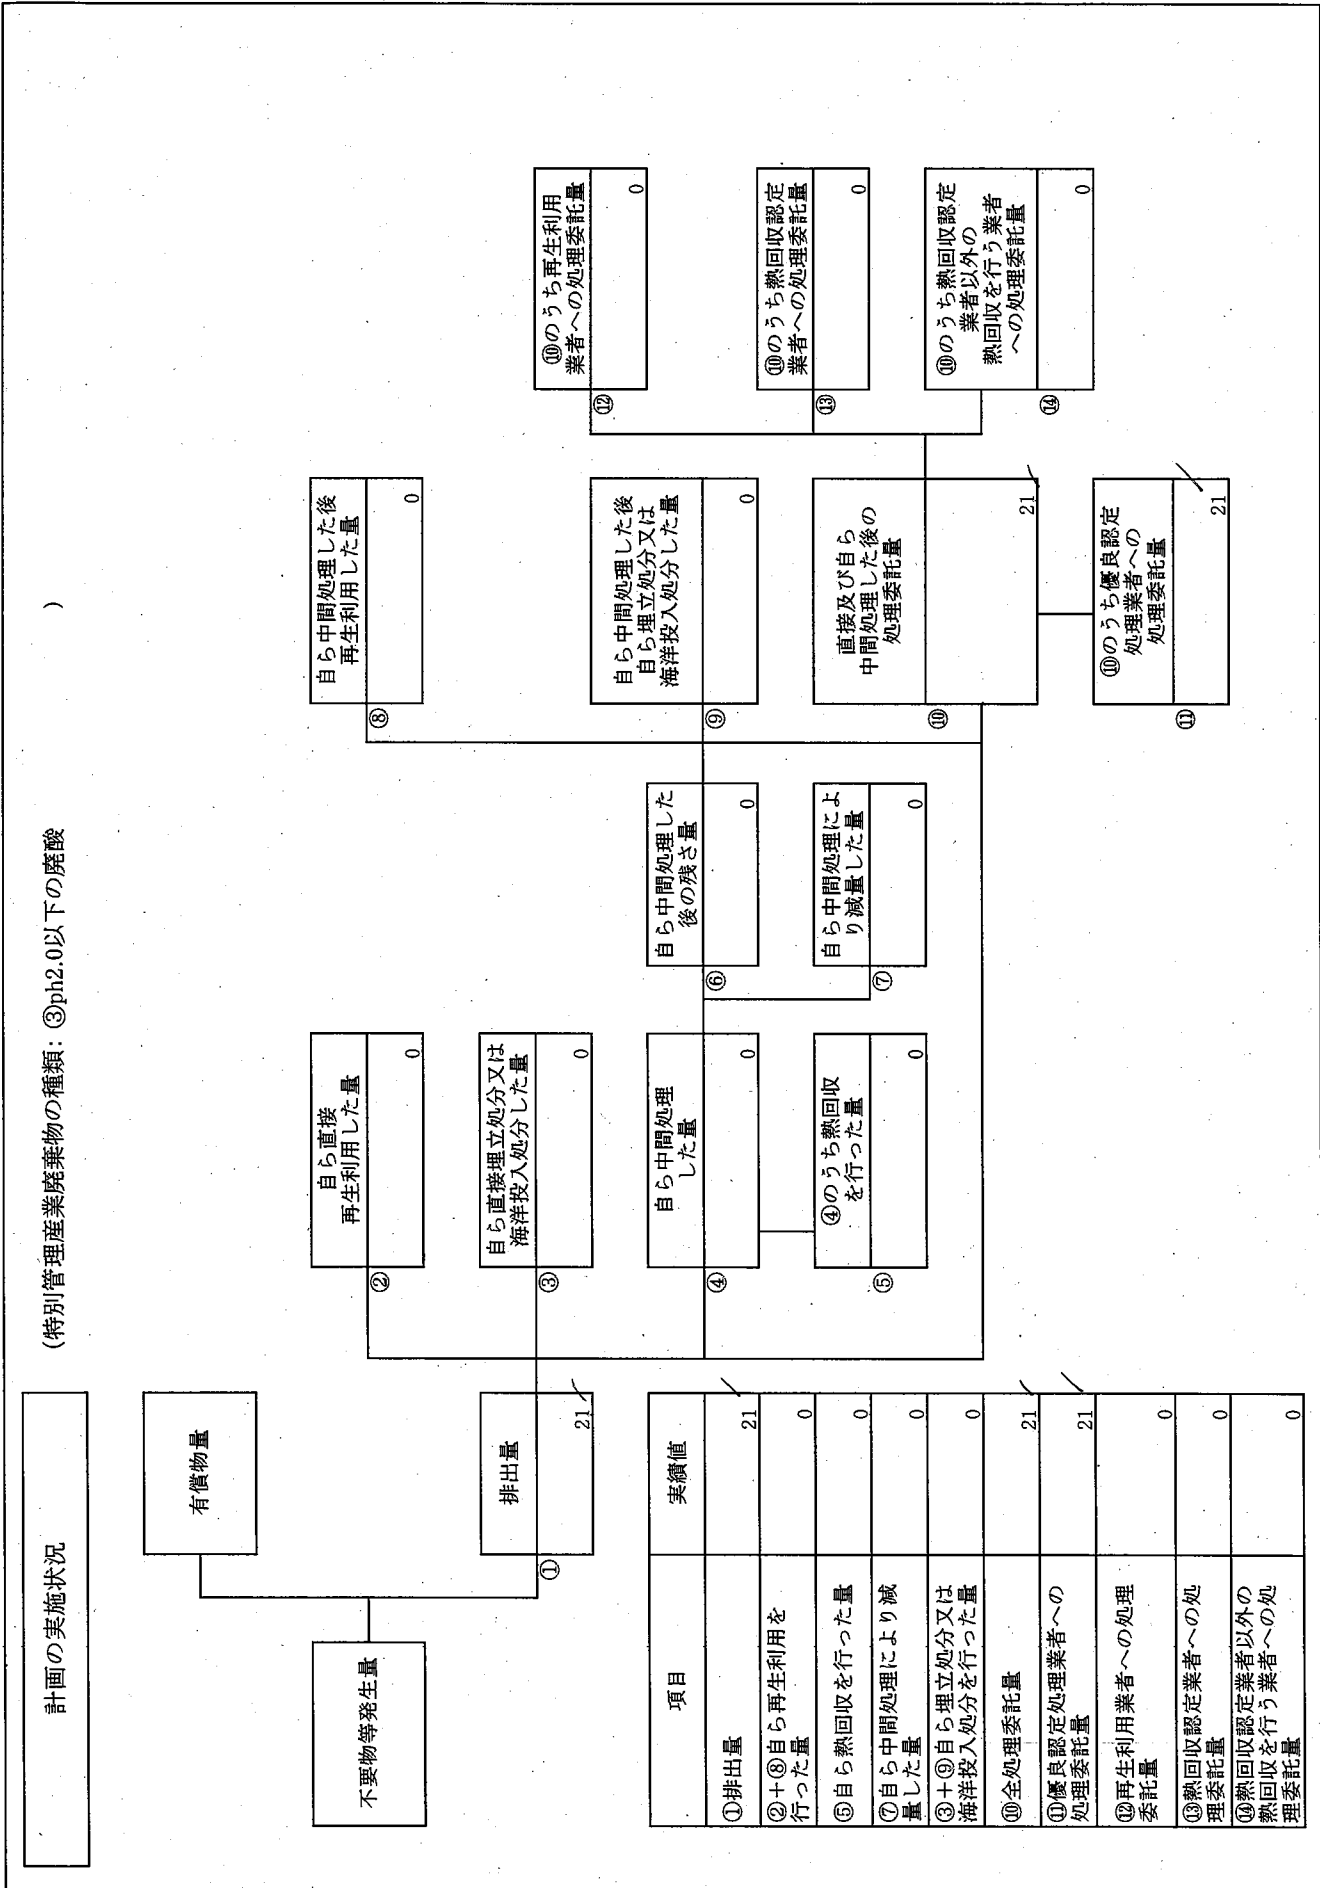 計画の実施状況
(特別管理産業廃棄物の種類: ③ph2.0以下の廃酸
)
不要物等発生量
有償物量
①
排出量
21
②
自ら直接
再生利用した量
0
③
自ら直接埋立処分又は
海洋投入処分した量
0
④
自ら中間処理
した量
0
⑤
④のうち熱回収
を行った量
0
⑥
自ら中間処理した
後の残さ量
0
⑦
自ら中間処理によ
り減量した量
0
⑧
自ら中間処理した後
再生利用した量
0
⑨
自ら中間処理した後
自ら埋立処分又は
海洋投入処分した量
0
⑩
直接及び自ら
中間処理した後の
処理委託量
21
⑪
⑩のうち優良認定
処理業者への
処理委託量
21
⑫
⑩のうち再生利用
業者への処理委託量
0
⑬
⑩のうち熱回収認定
業者への処理委託量
0
⑭
⑩のうち熱回収認定
業者以外の
熱回収を行う業者
への処理委託量
0
項目
実績値
①排出量
21
②+⑧自ら再生利用を
行った量
0
⑤自ら熱回収を行った量
0
⑦自ら中間処理により減
量した量
0
③+⑨自ら埋立処分又は
海洋投入処分を行った量
0
⑩全処理委託量
21
⑪優良認定処理業者への
処理委託量
21
⑫再生利用業者への処理
委託量
0
⑬熱回収認定業者への処
理委託量
0
⑭熱回収認定業者以外の
熱回収を行う業者への処
理委託量
0